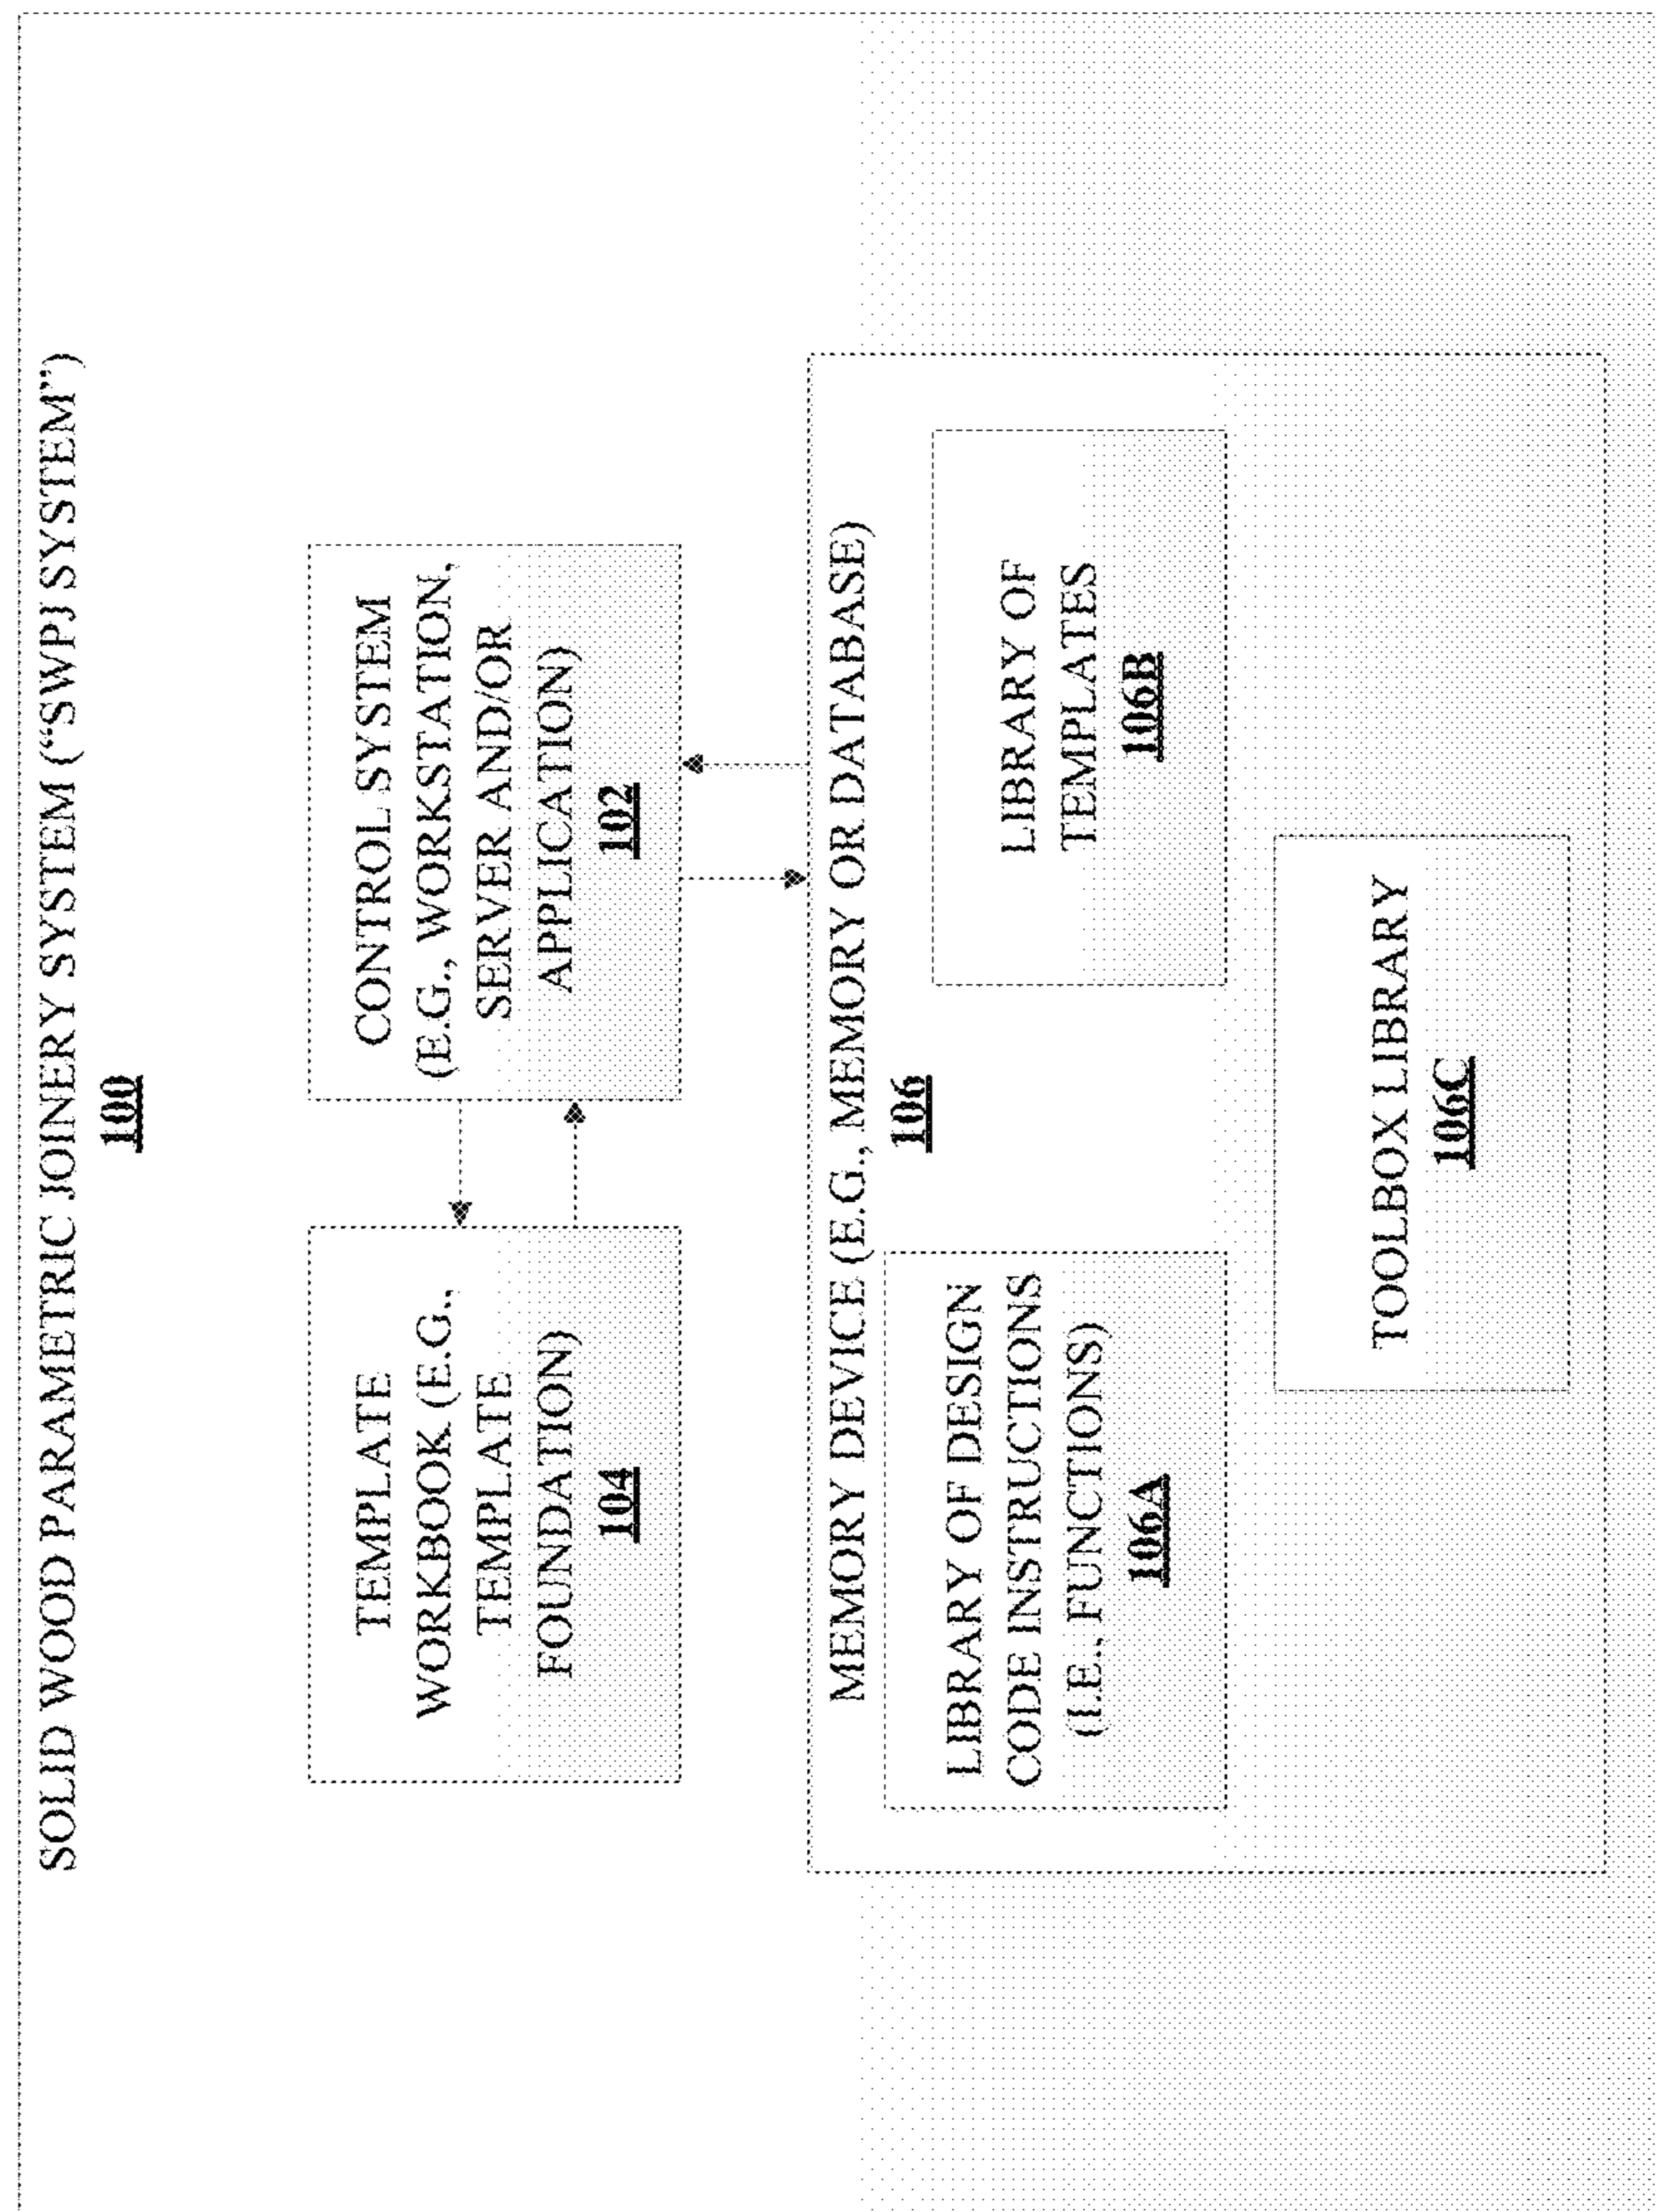 SOLID WOOD PARAMETRIC JOINERY SYSTEM (“SWPJ SYSTEM”)
100
TEMPLATE
WORKBOOK (E.G.,
TEMPLATE
FOUNDATION)
104
CONTROL SYSTEM
(E.G., WORKSTATION,
SERVER AND/OR
APPLICATION)
102
MEMORY DEVICE (E.G., MEMORY OR DATABASE)
106
LIBRARY OF DESIGN
CODE INSTRUCTIONS
(I.E., FUNCTIONS)
106A
LIBRARY OF
TEMPLATES
106B
TOOLBOX LIBRARY
106C